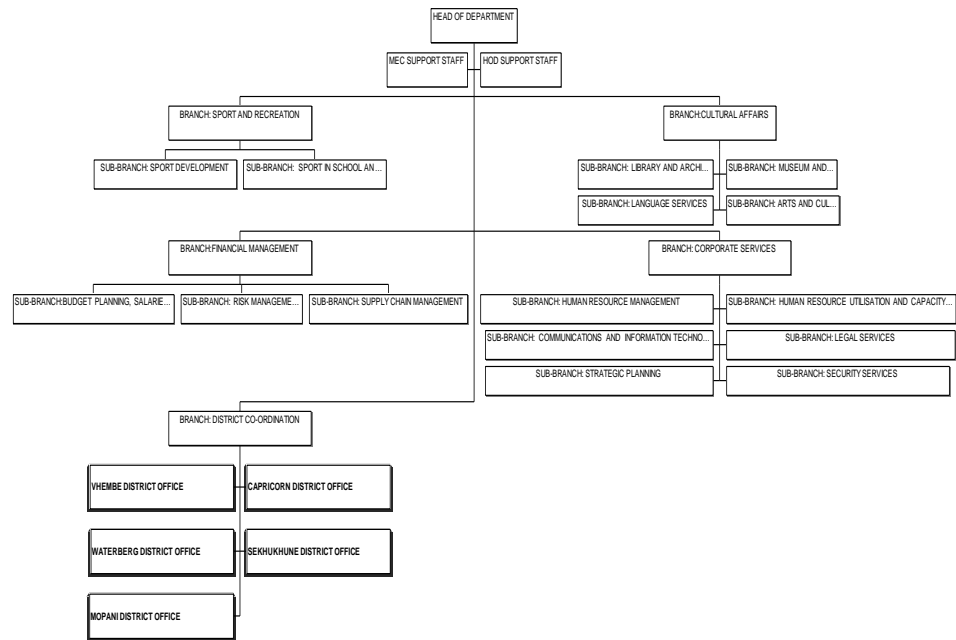 HEAD OF DEPARTMENT
MEC SUPPORT STAFF
HOD SUPPORT STAFF
BRANCH: SPORT AND RECREATION
BRANCH:CULTURAL AFFAIRS
SUB-BRANCH: SPORT DEVELOPMENT
SUB-BRANCH: SPORT IN SCHOOL AN...
SUB-BRANCH: LIBRARY AND ARCHI...
SUB-BRANCH: MUSEUM AND...
SUB-BRANCH: LANGUAGE SERVICES
SUB-BRANCH: ARTS AND CUL...
BRANCH:FINANCIAL MANAGEMENT
BRANCH: CORPORATE SERVICES
SUB-BRANCH:BUDGET PLANNING, SALARIE...
SUB-BRANCH: RISK MANAGEME...
SUB-BRANCH: SUPPLY CHAIN MANAGEMENT
SUB-BRANCH: HUMAN RESOURCE MANAGEMENT
SUB-BRANCH: HUMAN RESOURCE UTILISATION AND CAPACITY...
SUB-BRANCH: COMMUNICATIONS AND INFORMATION TECHNO...
SUB-BRANCH: LEGAL SERVICES
SUB-BRANCH: STRATEGIC PLANNING
SUB-BRANCH: SECURITY SERVICES
BRANCH: DISTRICT CO-ORDINATION
VHEMBE DISTRICT OFFICE
CAPRICORN DISTRICT OFFICE
WATERBERG DISTRICT OFFICE
SEKHUKHUNE DISTRICT OFFICE
MOPANI DISTRICT OFFICE